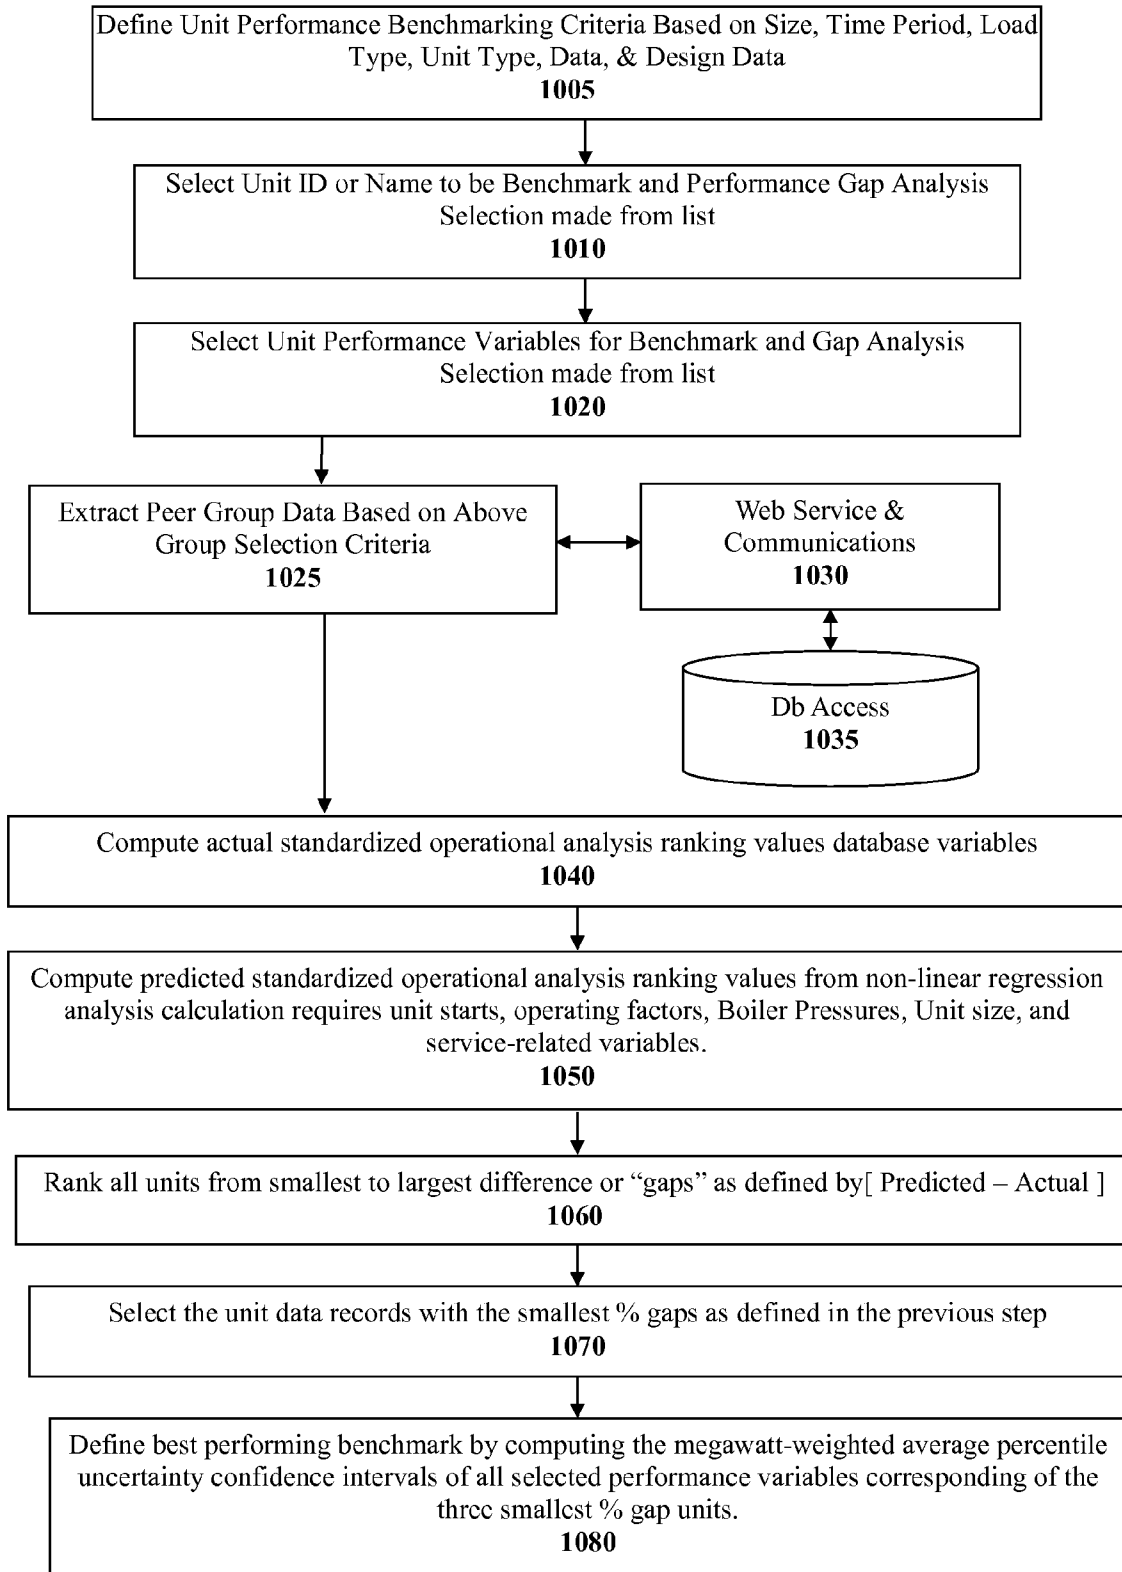 Define Unit Performance Benchmarking Criteria Based on Size, Time Period, Load
Type, Unit Type, Data, & Design Data
1005
Select Unit ID or Name to be Benchmark and Performance Gap Analysis
Selection made from list
1010
Select Unit Performance Variables for Benchmark and Gap Analysis
Selection made from list
1020
Extract Peer Group Data Based on Above
Group Selection Criteria
1025
Web Service &
Communications
1030
Db Access
1035
Compute actual standardized operational analysis ranking values database variables
1040
Compute predicted standardized operational analysis ranking values from non-linear regression
analysis calculation requires unit starts, operating factors, Boiler Pressures, Unit size, and
service-related variables.
1050
Rank all units from smallest to largest difference or “gaps” as defined by[ Predicted – Actual ]
1060
Select the unit data records with the smallest % gaps as defined in the previous step
1070
Define best performing benchmark by computing the megawatt-weighted average percentile
uncertainty confidence intervals of all selected performance variables corresponding of the
three smallest % gap units.
1080